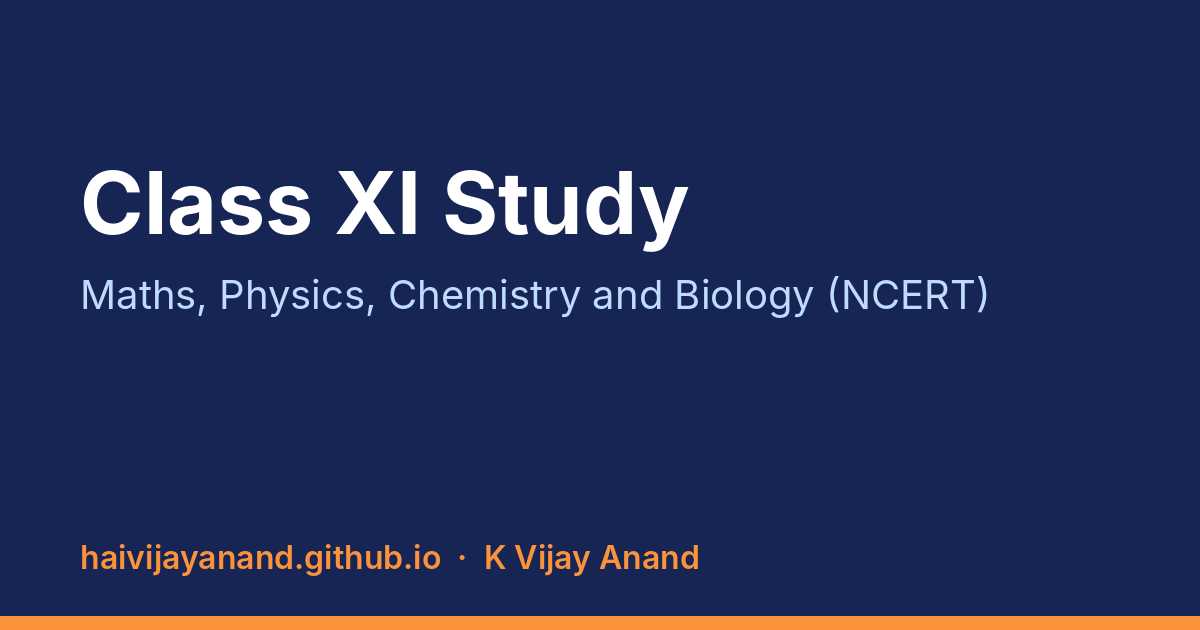 Class XI Study
Maths, Physics, Chemistry and Biology (NCERT)
haivijayanand.github.io · K Vijay Anand